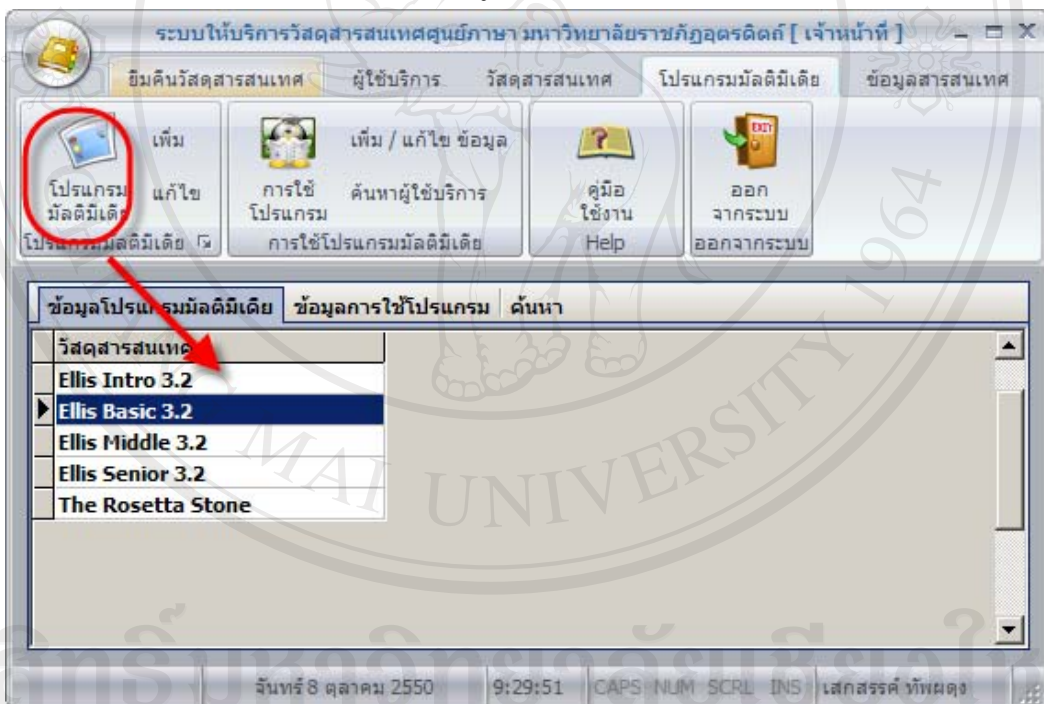 ระบบให้บริการวัสดุสารสนเทศศูนย์ภาษา มหาวิทยาลัยราชภัฏอุตรดิตถ์ [ เจ้าหน้าที่ ]
ยืมคืนวัสดุสารสนเทศ ผู้ใช้บริการ วัสดุสารสนเทศ โปรแกรมมัลติมีเดีย ข้อมูลสารสนเทศ
โปรแกรม
มัลติมีเดีย
เพิ่ม
แก้ไข
โปรแกรมมัลติมีเดีย
การใช้
โปรแกรม
เพิ่ม / แก้ไข ข้อมูล
ค้นหาผู้ใช้บริการ
การใช้โปรแกรมมัลติมีเดีย
คู่มือ
ใช้งาน
Help
EXIT
ออก
จากระบบ
ออกจากระบบ
ข้อมูลโปรแกรมมัลติมีเดีย ข้อมูลการใช้โปรแกรม ค้นหา
วัสดุสารสนเทศ
Ellis Intro 3.2
Ellis Basic 3.2
Ellis Middle 3.2
Ellis Senior 3.2
The Rosetta Stone
MAI UNIVERSITY 1964
จันทร์ 8 ตุลาคม 2550 9:29:51 CAPS NUM SCRL INS เสกสรรค์ ทัพผดุง